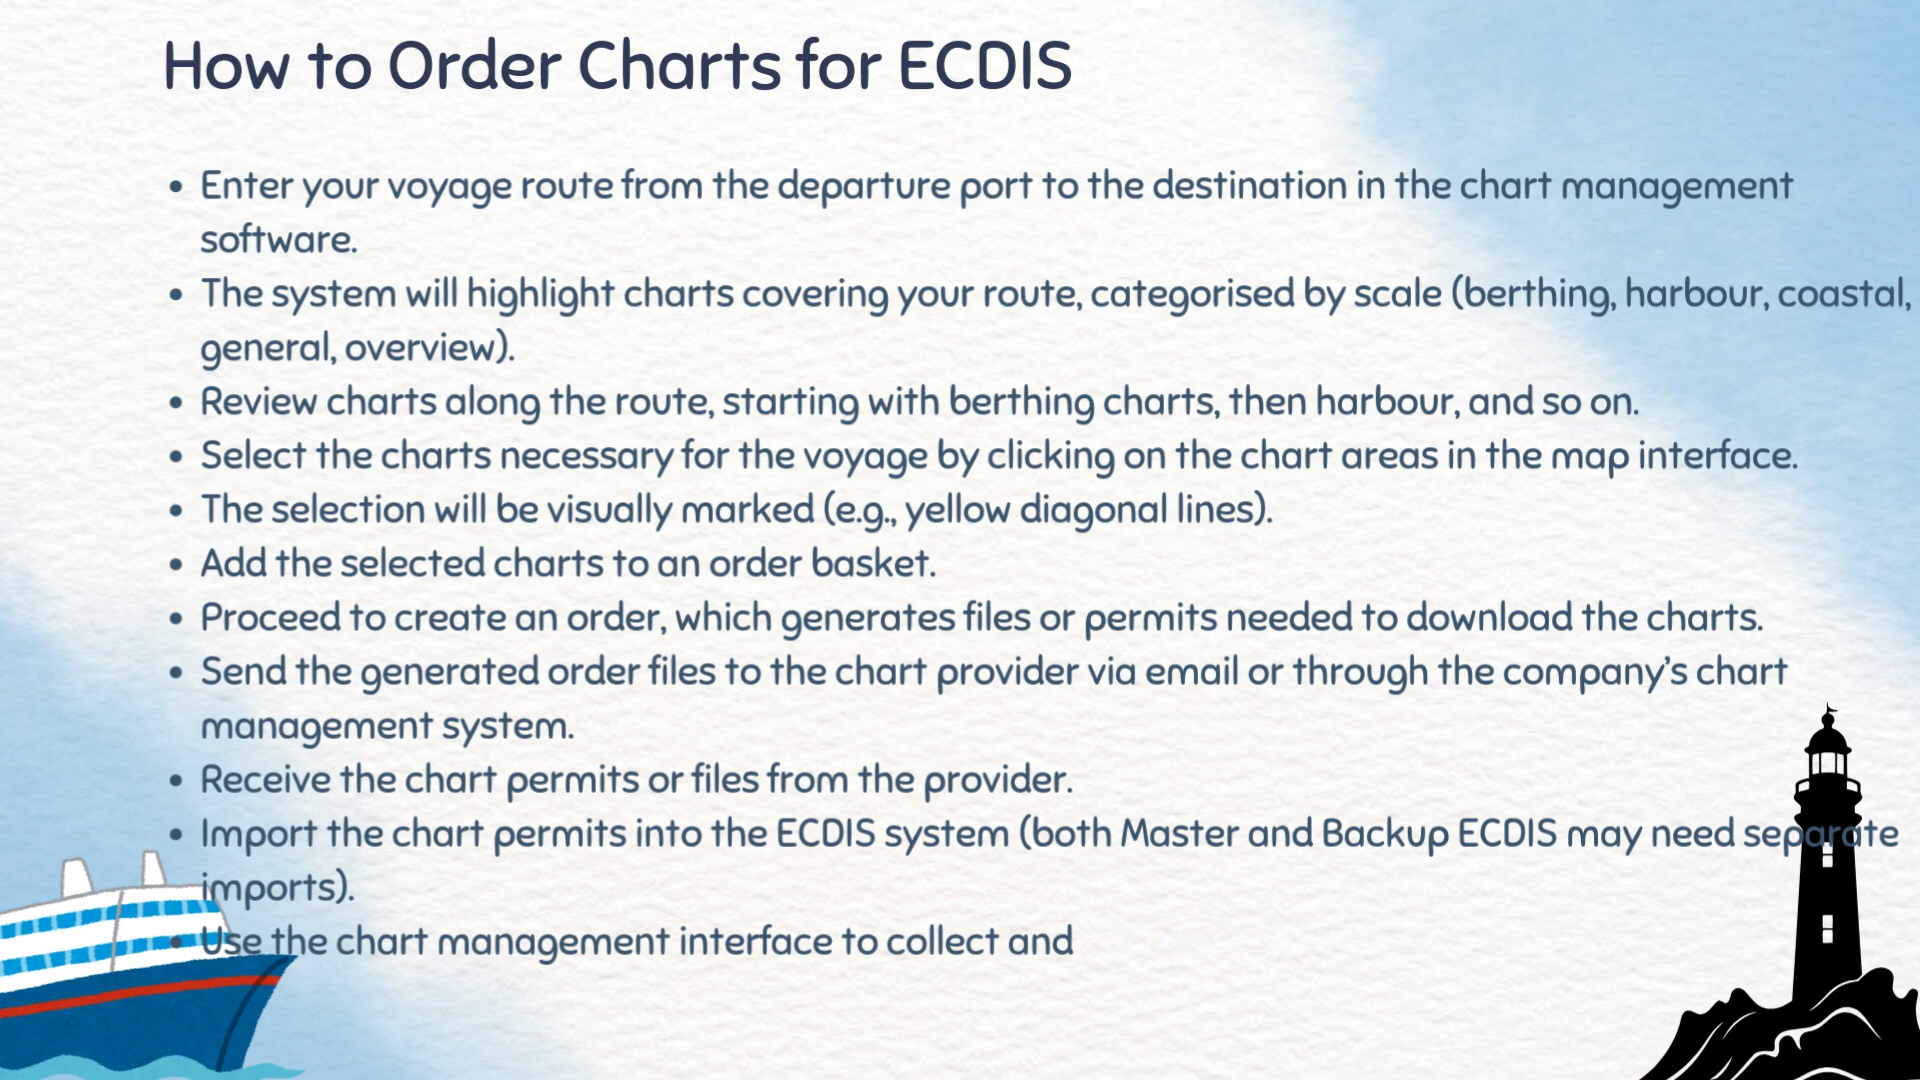 How to Order Charts for ECDIS
• Enter your voyage route from the departure port to the destination in the chart management
software.
• The system will highlight charts covering your route, categorised by scale (berthing, harbour, coastal,
general, overview).
• Review charts along the route, starting with berthing charts, then harbour, and so on.
• Select the charts necessary for the voyage by clicking on the chart areas in the map interface.
• The selection will be visually marked (e.g., yellow diagonal lines).
• Add the selected charts to an order basket.
• Proceed to create an order, which generates files or permits needed to download the charts.
• Send the generated order files to the chart provider via email or through the company’s chart
management system.
• Receive the chart permits or files from the provider.
• Import the chart permits into the ECDIS system (both Master and Backup ECDIS may need separate
imports).
• Use the chart management interface to collect and